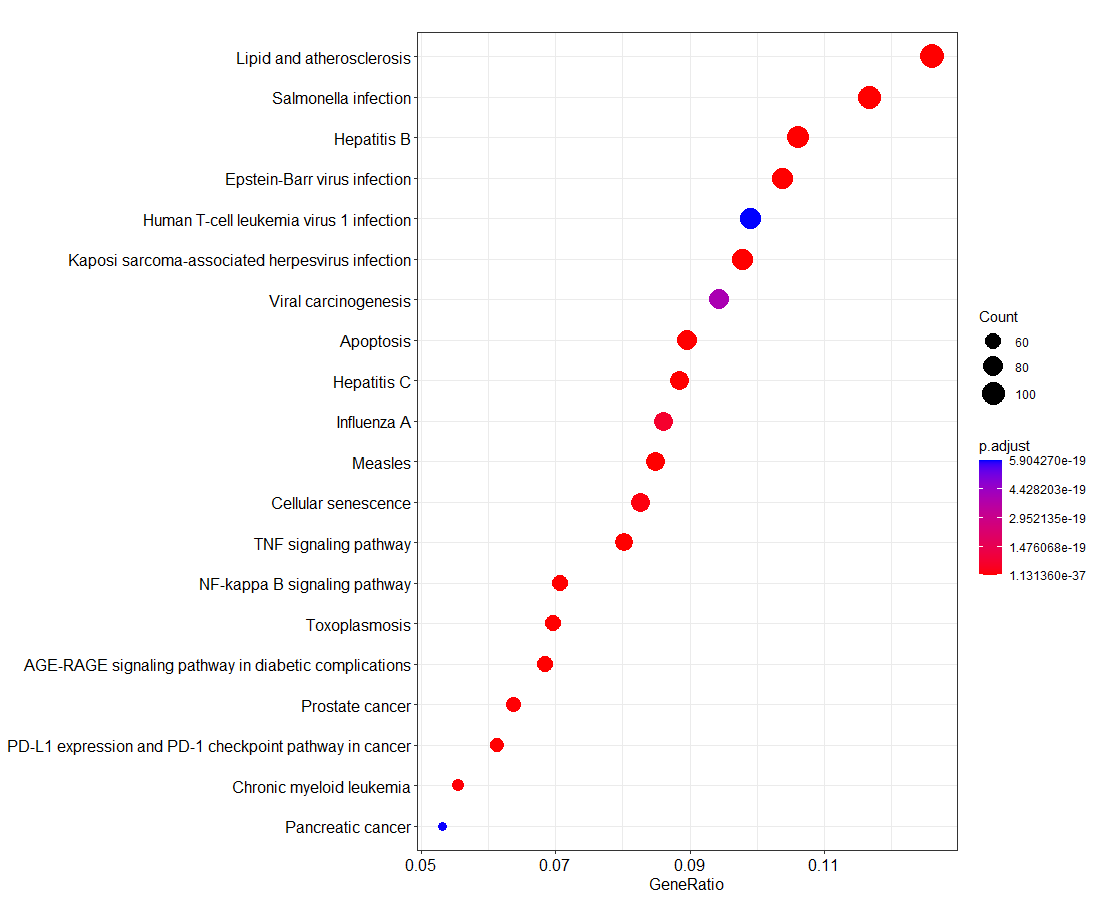 Lipid and atherosclerosis
Salmonella infection
Hepatitis B
Epstein-Barr virus infection
Human T-cell leukemia virus 1 infection
Kaposi sarcoma-associated herpesvirus infection
Viral carcinogenesis
Apoptosis
Hepatitis C
Influenza A
Measles
Cellular senescence
TNF signaling pathway
NF-kappa B signaling pathway
Toxoplasmosis
AGE-RAGE signaling pathway in diabetic complications
Prostate cancer
PD-L1 expression and PD-1 checkpoint pathway in cancer
Chronic myeloid leukemia
Pancreatic cancer
0.05 0.07 0.09 0.11
GeneRatio
Count
60
80
100
p.adjust
5.904270e-19
4.428203e-19
2.952135e-19
1.476068e-19
1.131360e-37